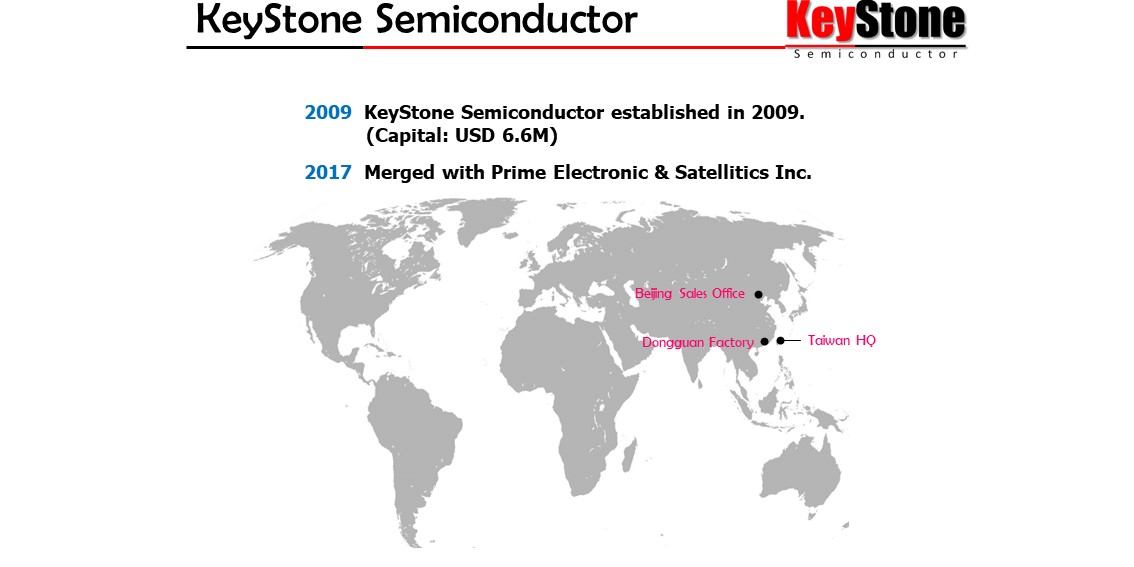 KeyStone Semiconductor
KeyStone
Semiconductor
2009 KeyStone Semiconductor established in 2009.
(Capital: USD 6.6M)
2017 Merged with Prime Electronic & Satellitics Inc.
Beijing Sales Office
Dongguan Factory
Taiwan HQ